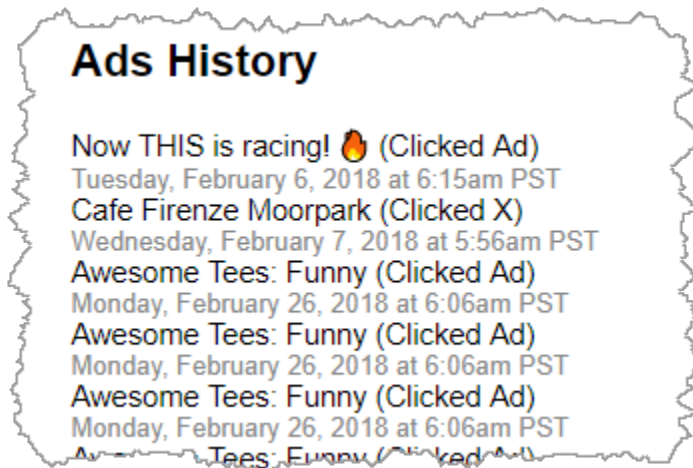 Ads History
Now THIS is racing! 🔥 (Clicked Ad)
Tuesday, February 6, 2018 at 6:15am PST
Cafe Firenze Moorpark (Clicked X)
Wednesday, February 7, 2018 at 5:56am PST
Awesome Tees: Funny (Clicked Ad)
Monday, February 26, 2018 at 6:06am PST
Awesome Tees: Funny (Clicked Ad)
Monday, February 26, 2018 at 6:06am PST
Awesome Tees: Funny (Clicked Ad)
Monday, February 26, 2018 at 6:06am PST
Tees: Funny